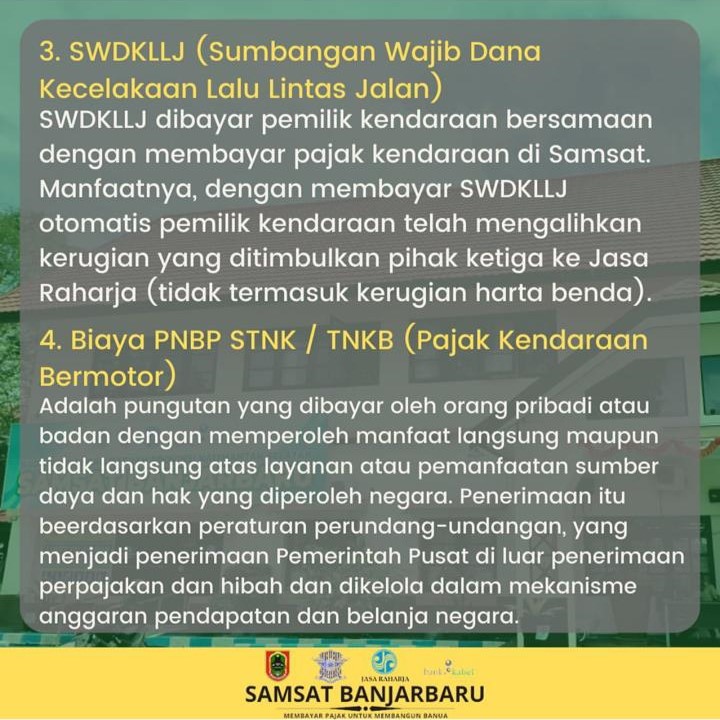 3. SWDKLLJ (Sumbangan Wajib Dana
Kecelakaan Lalu Lintas Jalan)
SWDKLLJ dibayar pemilik kendaraan bersamaan
dengan membayar pajak kendaraan di Samsat.
Manfaatnya, dengan membayar SWDKLLJ
otomatis pemilik kendaraan telah mengalihkan
kerugian yang ditimbulkan pihak ketiga ke Jasa
Raharja (tidak termasuk kerugian harta benda).
4. Biaya PNBP STNK / TNKB (Pajak Kendaraan
Bermotor)
Adalah pungutan yang dibayar oleh orang pribadi atau
badan dengan memperoleh manfaat langsung maupun
tidak langsung atas layanan atau pemanfaatan sumber
daya dan hak yang diperoleh negara. Penerimaan itu
beerdasarkan peraturan perundang-undangan, yang
menjadi penerimaan Pemerintah Pusat di luar penerimaan
perpajakan dan hibah dan dikelola dalam mekanisme
anggaran pendapatan dan belanja negara.
SAMSAT BANJARBARU
JASA RAHARJA
bank kalsel
SAMSAT BANJARBARU
MEMBAYAR PAJAK UNTUK MEMBANGUN BANUA